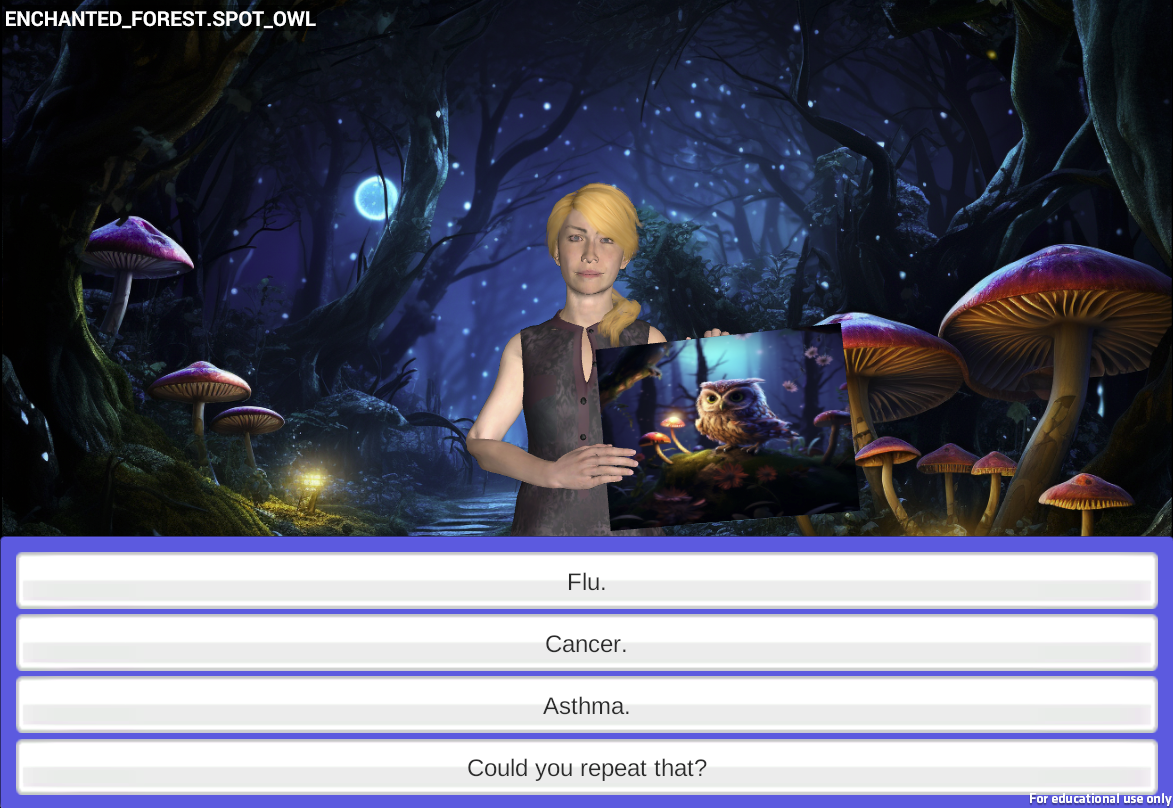 ENCHANTED_FOREST.SPOT_OWL
Flu.
Cancer.
Asthma.
Could you repeat that?
For educational use only